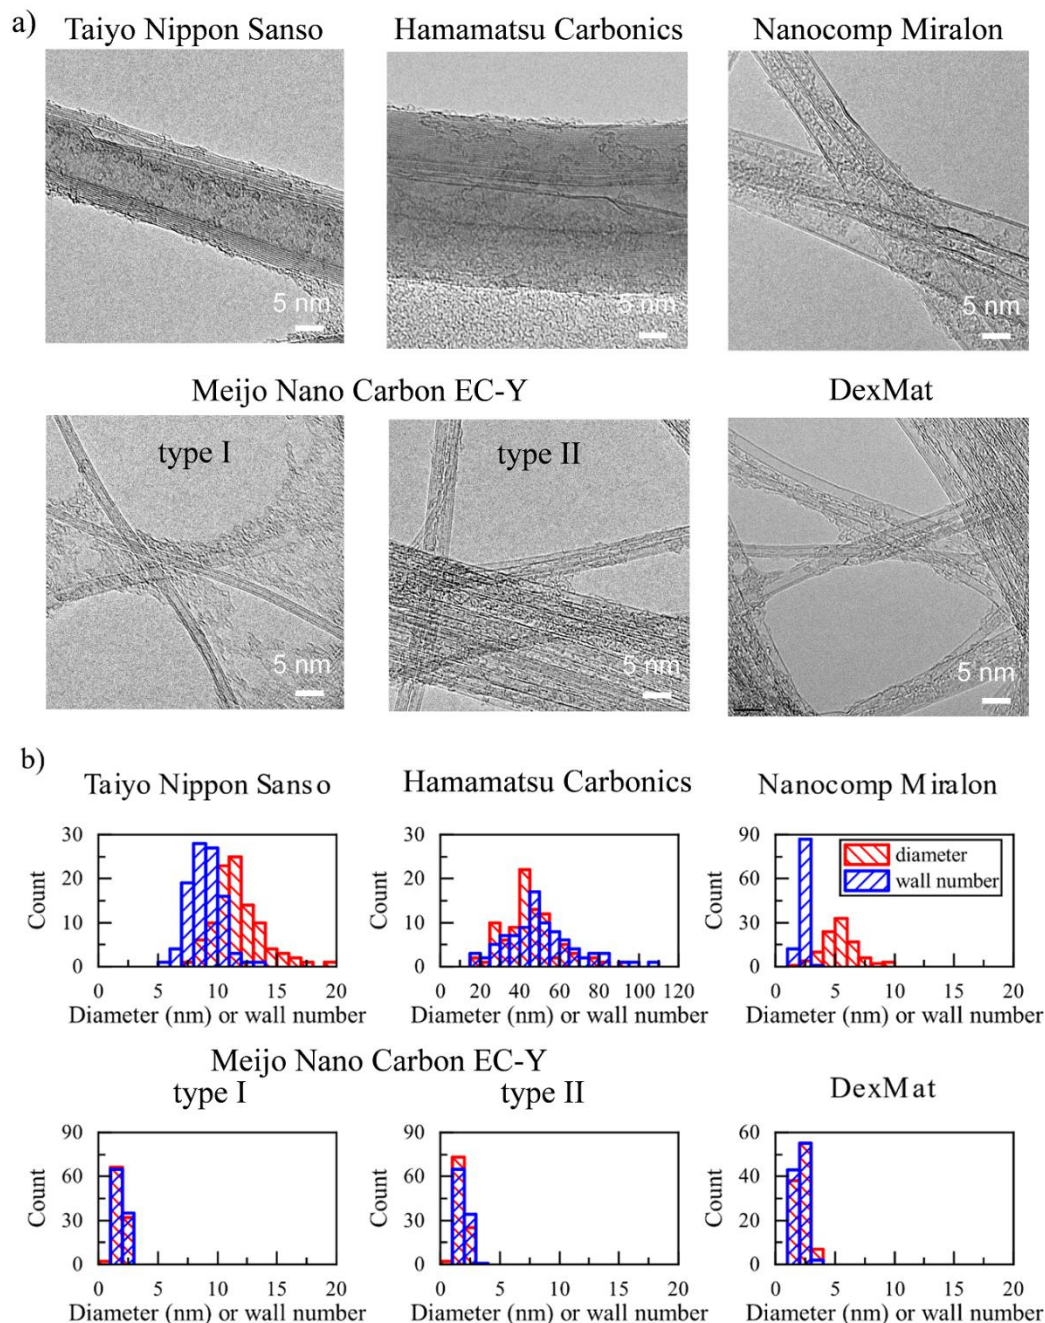 a)
Taiyo Nippon Sanso
Hamamatsu Carbonics
Nanocomp Miralon
5 nm
5 nm
5 nm
Meijo Nano Carbon EC-Y
DexMat
type I
type II
5 nm
5 nm
5 nm
b)
Taiyo Nippon Sanso
Hamamatsu Carbonics
Nanocomp Miralon
Count
30
20
10
0
0 5 10 15 20
Diameter (nm) or wall number
Count
30
20
10
0
0 20 40 60 80 100 120
Diameter (nm) or wall number
Count
90
60
30
0
diameter
wall number
0 5 10 15 20
Diameter (nm) or wall number
Meijo Nano Carbon EC-Y
type I
type II
DexMat
Count
90
60
30
0
0 5 10 15 20
Diameter (nm) or wall number
Count
90
60
30
0
0 5 10 15 20
Diameter (nm) or wall number
Count
60
40
20
0
0 5 10 15 20
Diameter (nm) or wall number